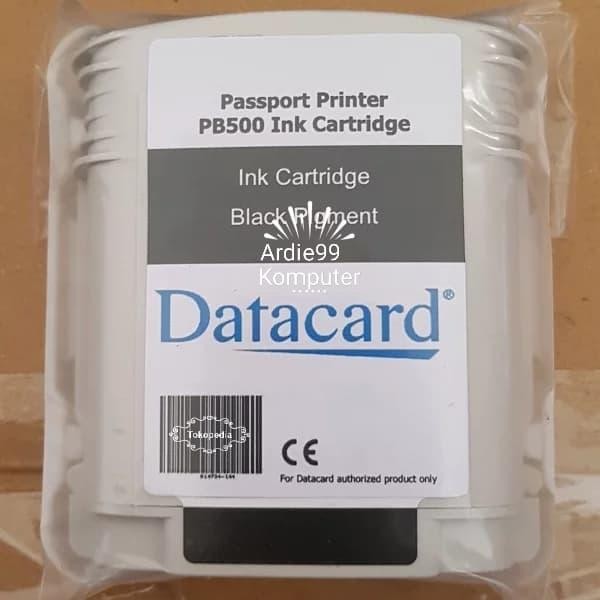 Passport Printer
PB500 Ink Cartridge
Ink Cartridge
Black Pigment
Ardie99
Komputer
Datacard®
Tokopedia
CE
For Datacard authorized product only